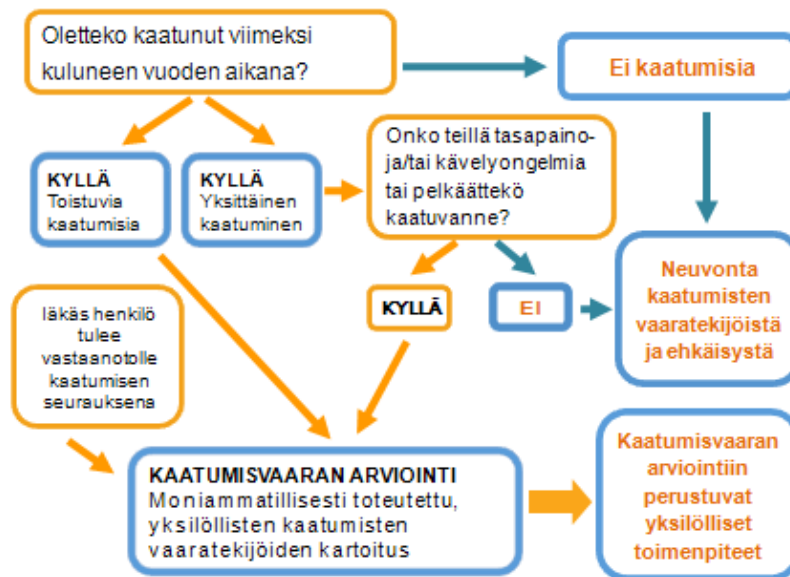 Oletteko kaatunut viimeksi
kuluneen vuoden aikana?
Ei kaatumisia
KYLLÄ
Toistuvia
kaatumisia
KYLLÄ
Yksittäinen
kaatuminen
Onko teillä tasapaino-
ja/tai kävelyongelmia
tai pelkäättekö
kaatuvanne?
KYLLÄ
EI
Neuvonta
kaatumisten
vaaratekijöistä
ja ehkäisystä
Iäkäs henkilö
tulee
vastaanotolle
kaatumisen
seurauksena
KAATUMISVAARAN ARVIOINTI
Moniammatillisesti toteutettu,
yksilöllisten kaatumisten
vaaratekijöiden kartoitus
Kaatumisvaaran
arviointiin
perustuvat
yksilölliset
toimenpiteet